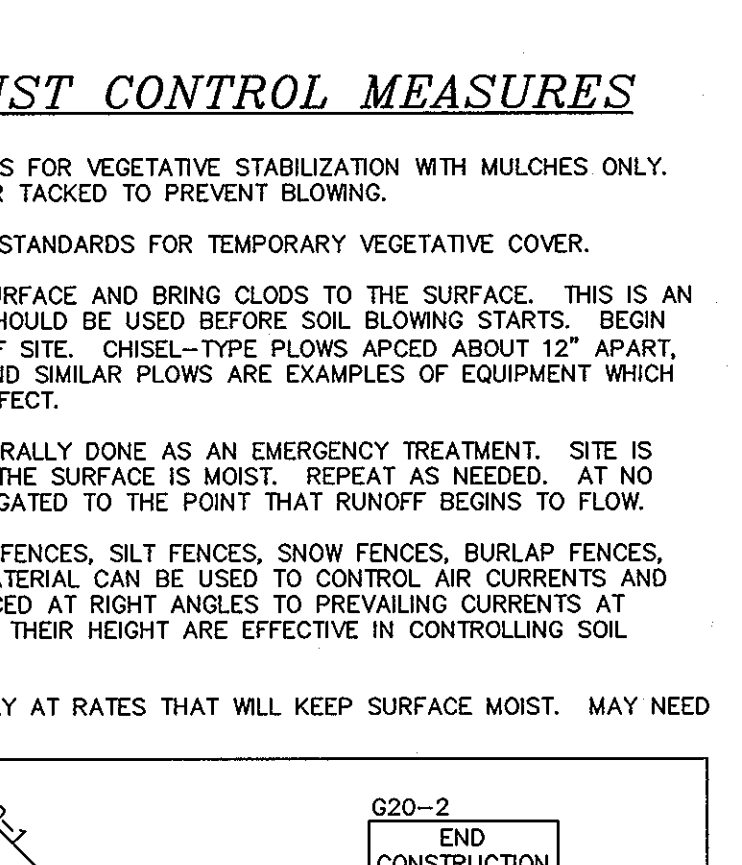 UST CONTROL MEASURES
S FOR VEGETATIVE STABILIZATION WITH MULCHES ONLY.
R TACKED TO PREVENT BLOWING.
STANDARDS FOR TEMPORARY VEGETATIVE COVER.
URFACE AND BRING CLODS TO THE SURFACE. THIS IS AN
HOULD BE USED BEFORE SOIL BLOWING STARTS. BEGIN
F SITE. CHISEL-TYPE PLOWS APCED ABOUT 12" APART,
ND SIMILAR PLOWS ARE EXAMPLES OF EQUIPMENT WHICH
FECT.
RALLY DONE AS AN EMERGENCY TREATMENT. SITE IS
THE SURFACE IS MOIST. REPEAT AS NEEDED. AT NO
GATED TO THE POINT THAT RUNOFF BEGINS TO FLOW.
FENCES, SILT FENCES, SNOW FENCES, BURLAP FENCES,
ATERIAL CAN BE USED TO CONTROL AIR CURRENTS AND
CED AT RIGHT ANGLES TO PREVAILING CURRENTS AT
THEIR HEIGHT ARE EFFECTIVE IN CONTROLLING SOIL
LY AT RATES THAT WILL KEEP SURFACE MOIST. MAY NEED
G20-2
END
CONSTRUCTION